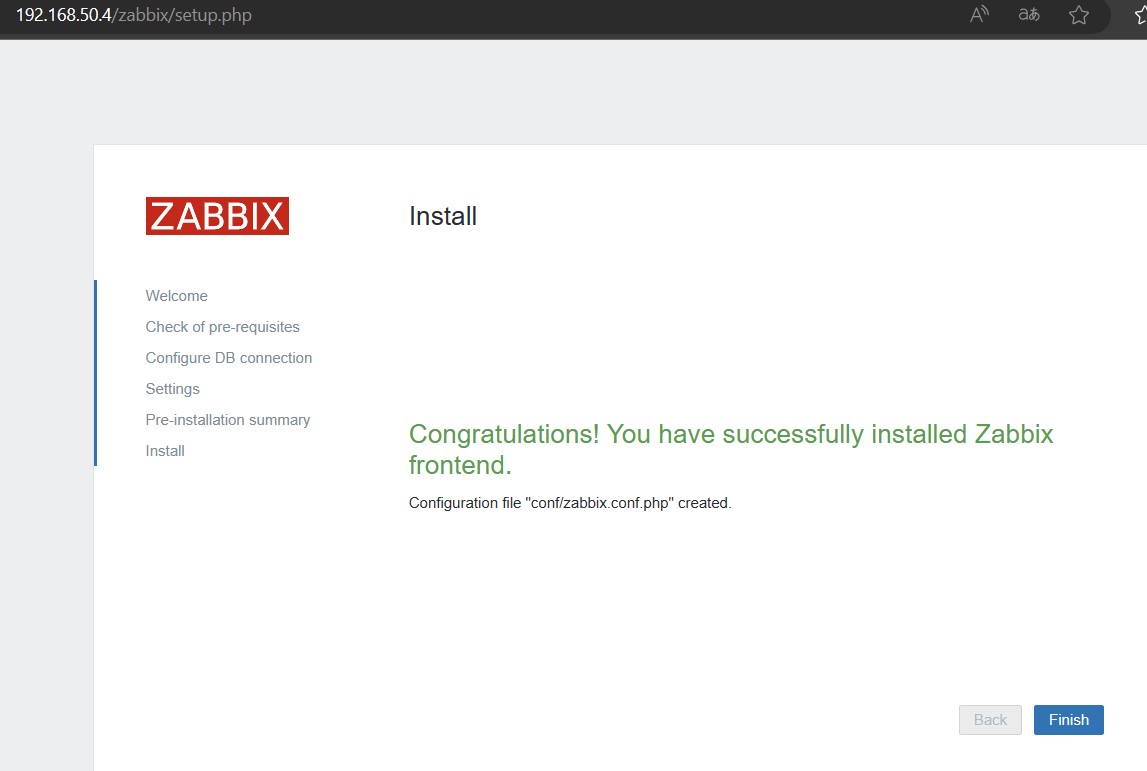 192.168.50.4/zabbix/setup.php
A
aあ
ZABBIX
Install
Welcome
Check of pre-requisites
Configure DB connection
Settings
Pre-installation summary
Install
Congratulations! You have successfully installed Zabbix
frontend.
Configuration file "conf/zabbix.conf.php" created.
Back
Finish